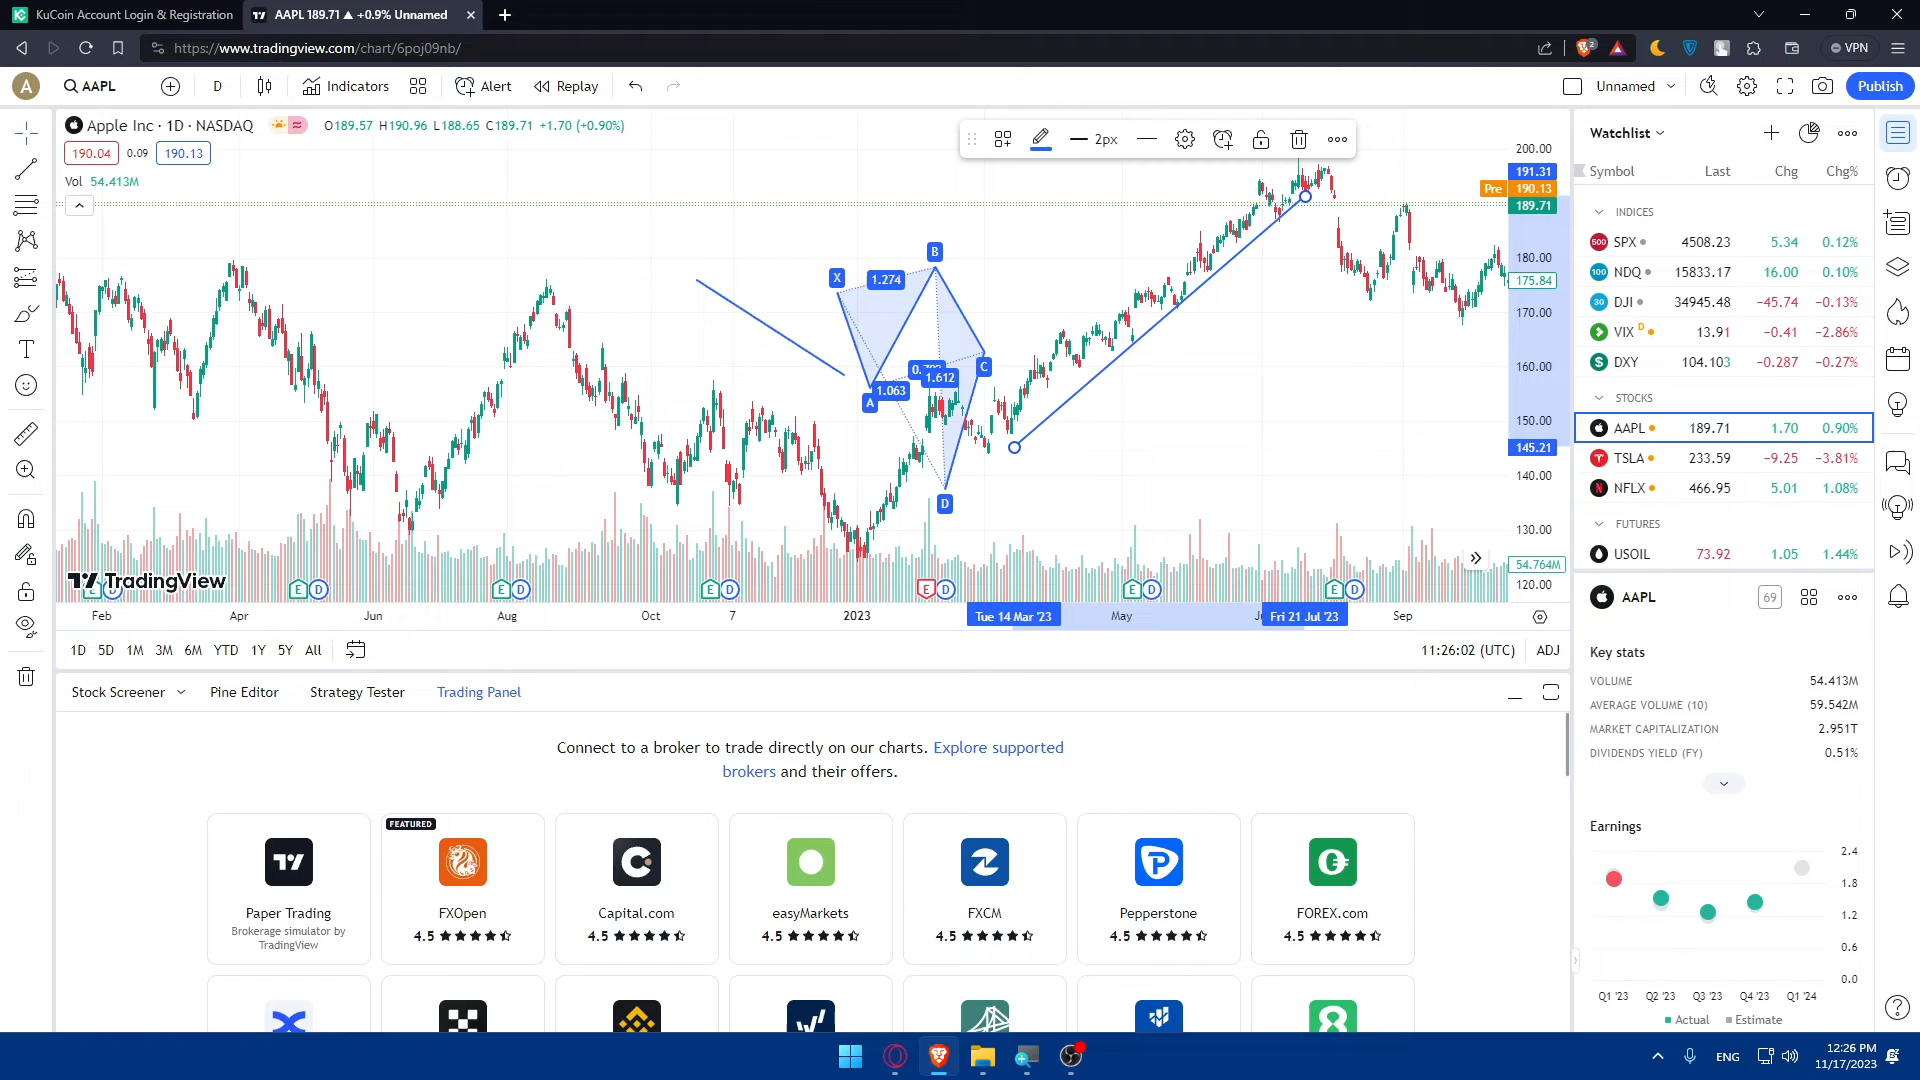 KuCoin Account Login & Registration
AAPL 189.71 ▲ +0.9% Unnamed
https://www.tradingview.com/chart/6poj09nb/
2
VPN
A
AAPL
D
Indicators
Alert
Replay
Unnamed
Publish
Apple Inc · 1D · NASDAQ
O189.57 H190.96 L188.65 C189.71 +1.70 (+0.90%)
190.04 0.09 190.13
Vol 54.413M
2px
200.00
191.31
Pre 190.13
189.71
180.00
175.84
170.00
160.00
150.00
145.21
140.00
130.00
54.764M
120.00
X
1.274
B
C
1.612
1.063
A
D
TradingView
E D
E D
E D
E D
E D
E D
E D
Feb
Apr
Jun
Aug
Oct
7
2023
Tue 14 Mar '23
May
Fri 21 Jul '23
Sep
1D 5D 1M 3M 6M YTD 1Y 5Y All
11:26:02 (UTC) ADJ
Stock Screener
Pine Editor
Strategy Tester
Trading Panel
Connect to a broker to trade directly on our charts. Explore supported
brokers and their offers.
FEATURED
Paper Trading
Brokerage simulator by
TradingView
FXOpen
4.5
Capital.com
4.5
easyMarkets
4.5
FXCM
4.5
Pepperstone
4.5
FOREX.com
4.5
Watchlist
Symbol Last Chg Chg%
INDICES
500 SPX 4508.23 5.34 0.12%
100 NDQ 15833.17 16.00 0.10%
30 DJI 34945.48 −45.74 −0.13%
VIX D 13.91 −0.41 −2.86%
DXY 104.103 −0.287 −0.27%
STOCKS
AAPL 189.71 1.70 0.90%
TSLA 233.59 −9.25 −3.81%
NFLX 466.95 5.01 1.08%
FUTURES
USOIL 73.92 1.05 1.44%
AAPL
69
Key stats
VOLUME 54.413M
AVERAGE VOLUME (10) 59.542M
MARKET CAPITALIZATION 2.951T
DIVIDENDS YIELD (FY) 0.51%
Earnings
2.4
1.8
1.2
0.6
0.0
Q1 '23 Q2 '23 Q3 '23 Q4 '23 Q1 '24
Actual Estimate
ENG
12:26 PM
11/17/2023